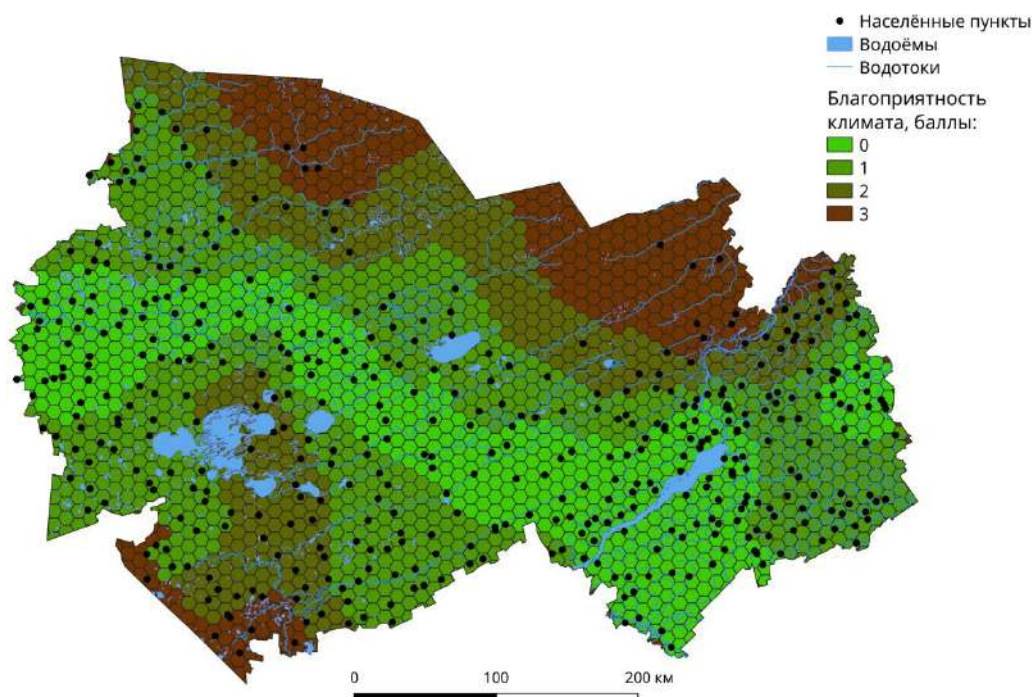 Населённые пункты
Водоёмы
Водотоки
Благоприятность
климата, баллы:
0
1
2
3
0 100 200 км